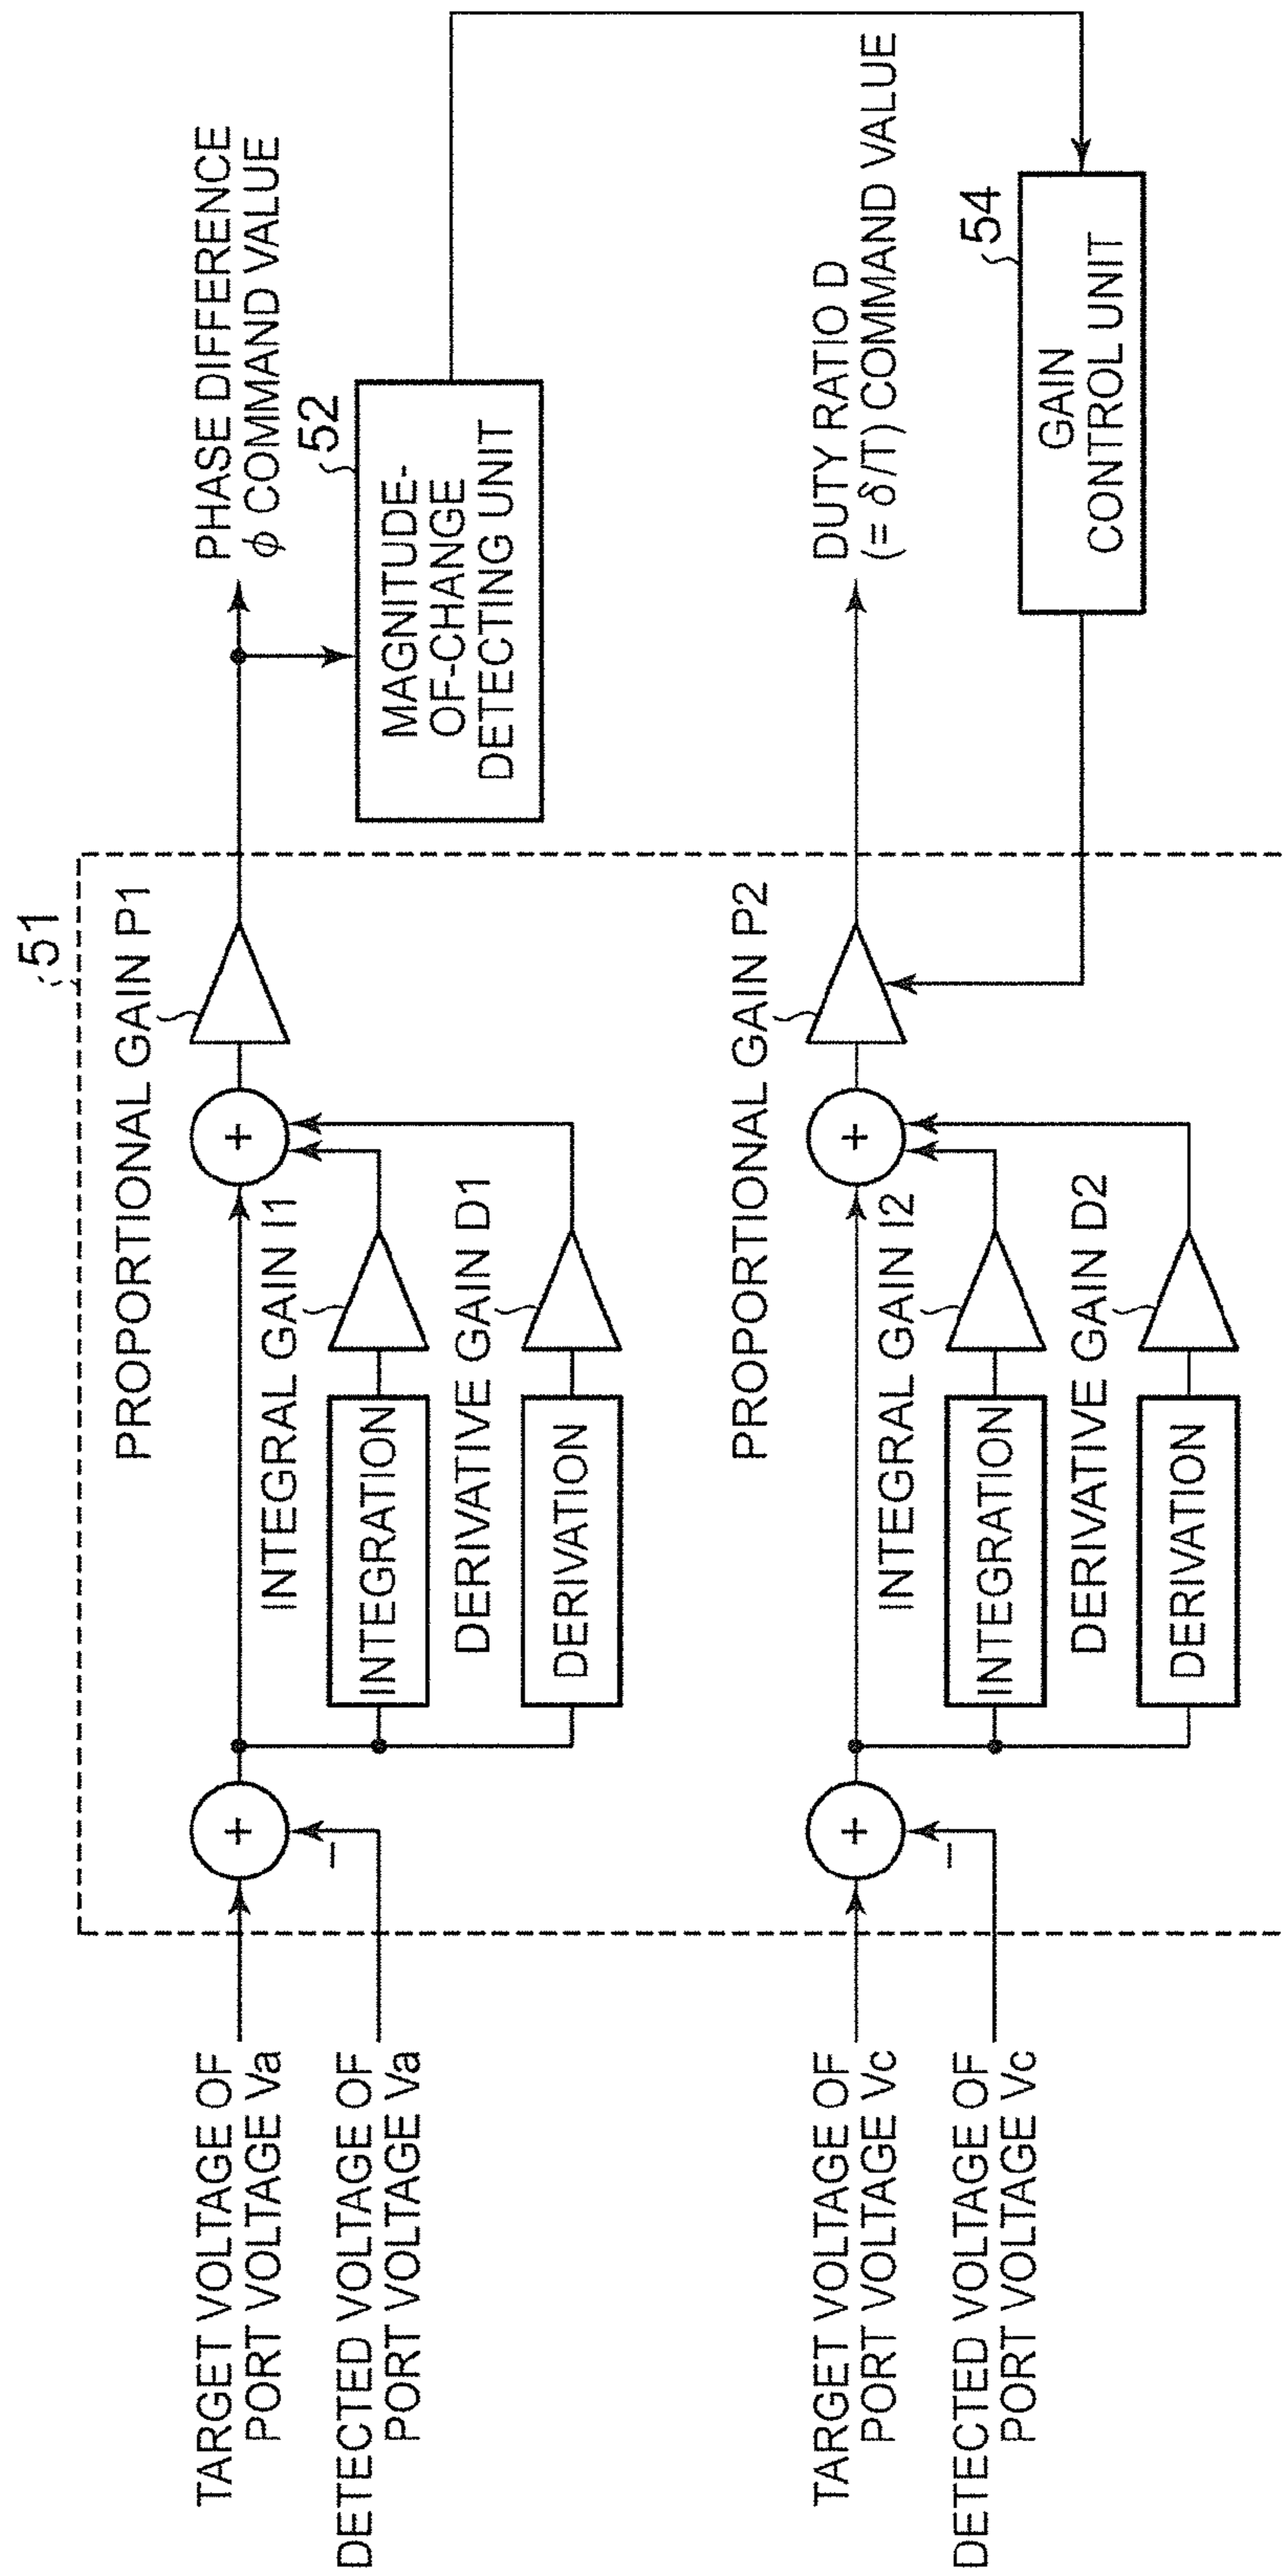 51
TARGET VOLTAGE OF
PORT VOLTAGE Va
DETECTED VOLTAGE OF
PORT VOLTAGE Va
+
−
INTEGRATION
INTEGRAL GAIN I1
DERIVATION
DERIVATIVE GAIN D1
+
PROPORTIONAL GAIN P1
PHASE DIFFERENCE
ϕ COMMAND VALUE
52
MAGNITUDE-
OF-CHANGE
DETECTING UNIT
TARGET VOLTAGE OF
PORT VOLTAGE Vc
DETECTED VOLTAGE OF
PORT VOLTAGE Vc
+
−
INTEGRATION
INTEGRAL GAIN I2
DERIVATION
DERIVATIVE GAIN D2
+
PROPORTIONAL GAIN P2
DUTY RATIO D
(= δ/T) COMMAND VALUE
54
GAIN
CONTROL UNIT